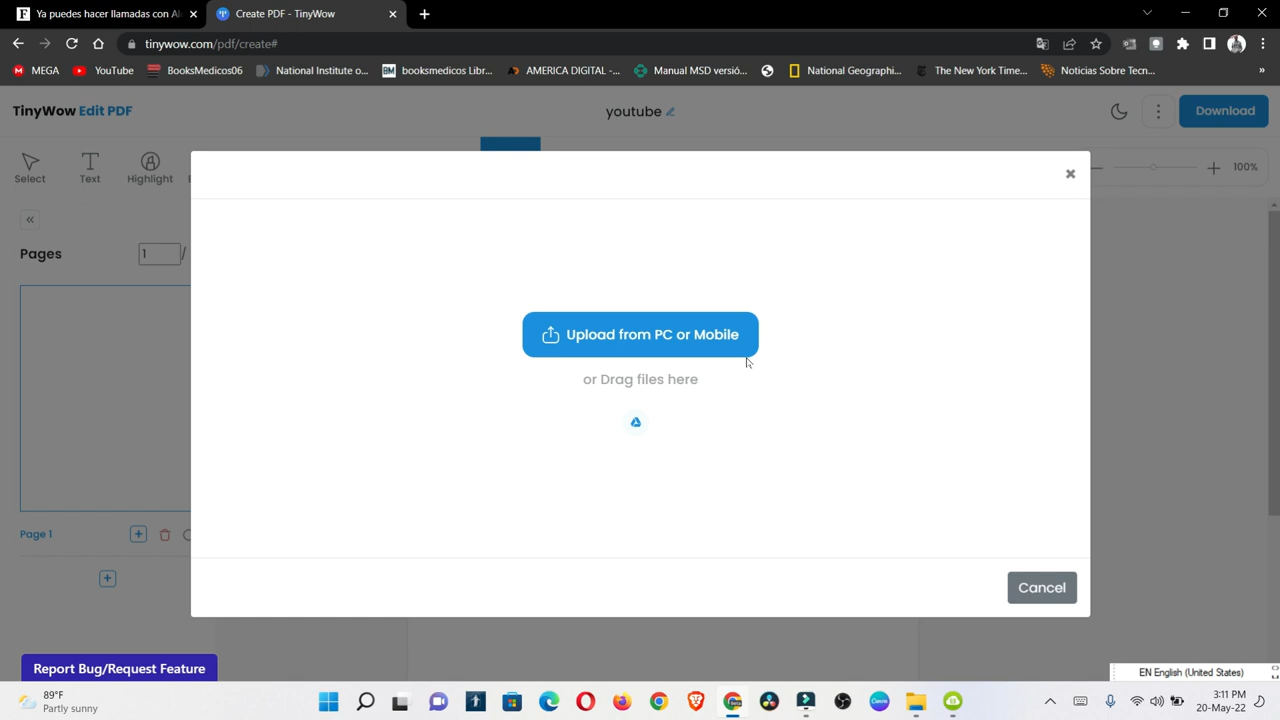 Ya puedes hacer llamadas con Al
Create PDF - TinyWow
tinywow.com/pdf/create#
MEGA
YouTube
BooksMedicos06
National Institute o...
booksmedicos Libr...
AMERICA DIGITAL -...
Manual MSD versió...
National Geographi...
The New York Time...
Noticias Sobre Tecn...
»
TinyWow Edit PDF
youtube
Download
Select
Text
Highlight
100%
Pages
1 /
Upload from PC or Mobile
or Drag files here
Page 1
Cancel
Report Bug/Request Feature
EN English (United States)
89°F
Partly sunny
3:11 PM
20-May-22